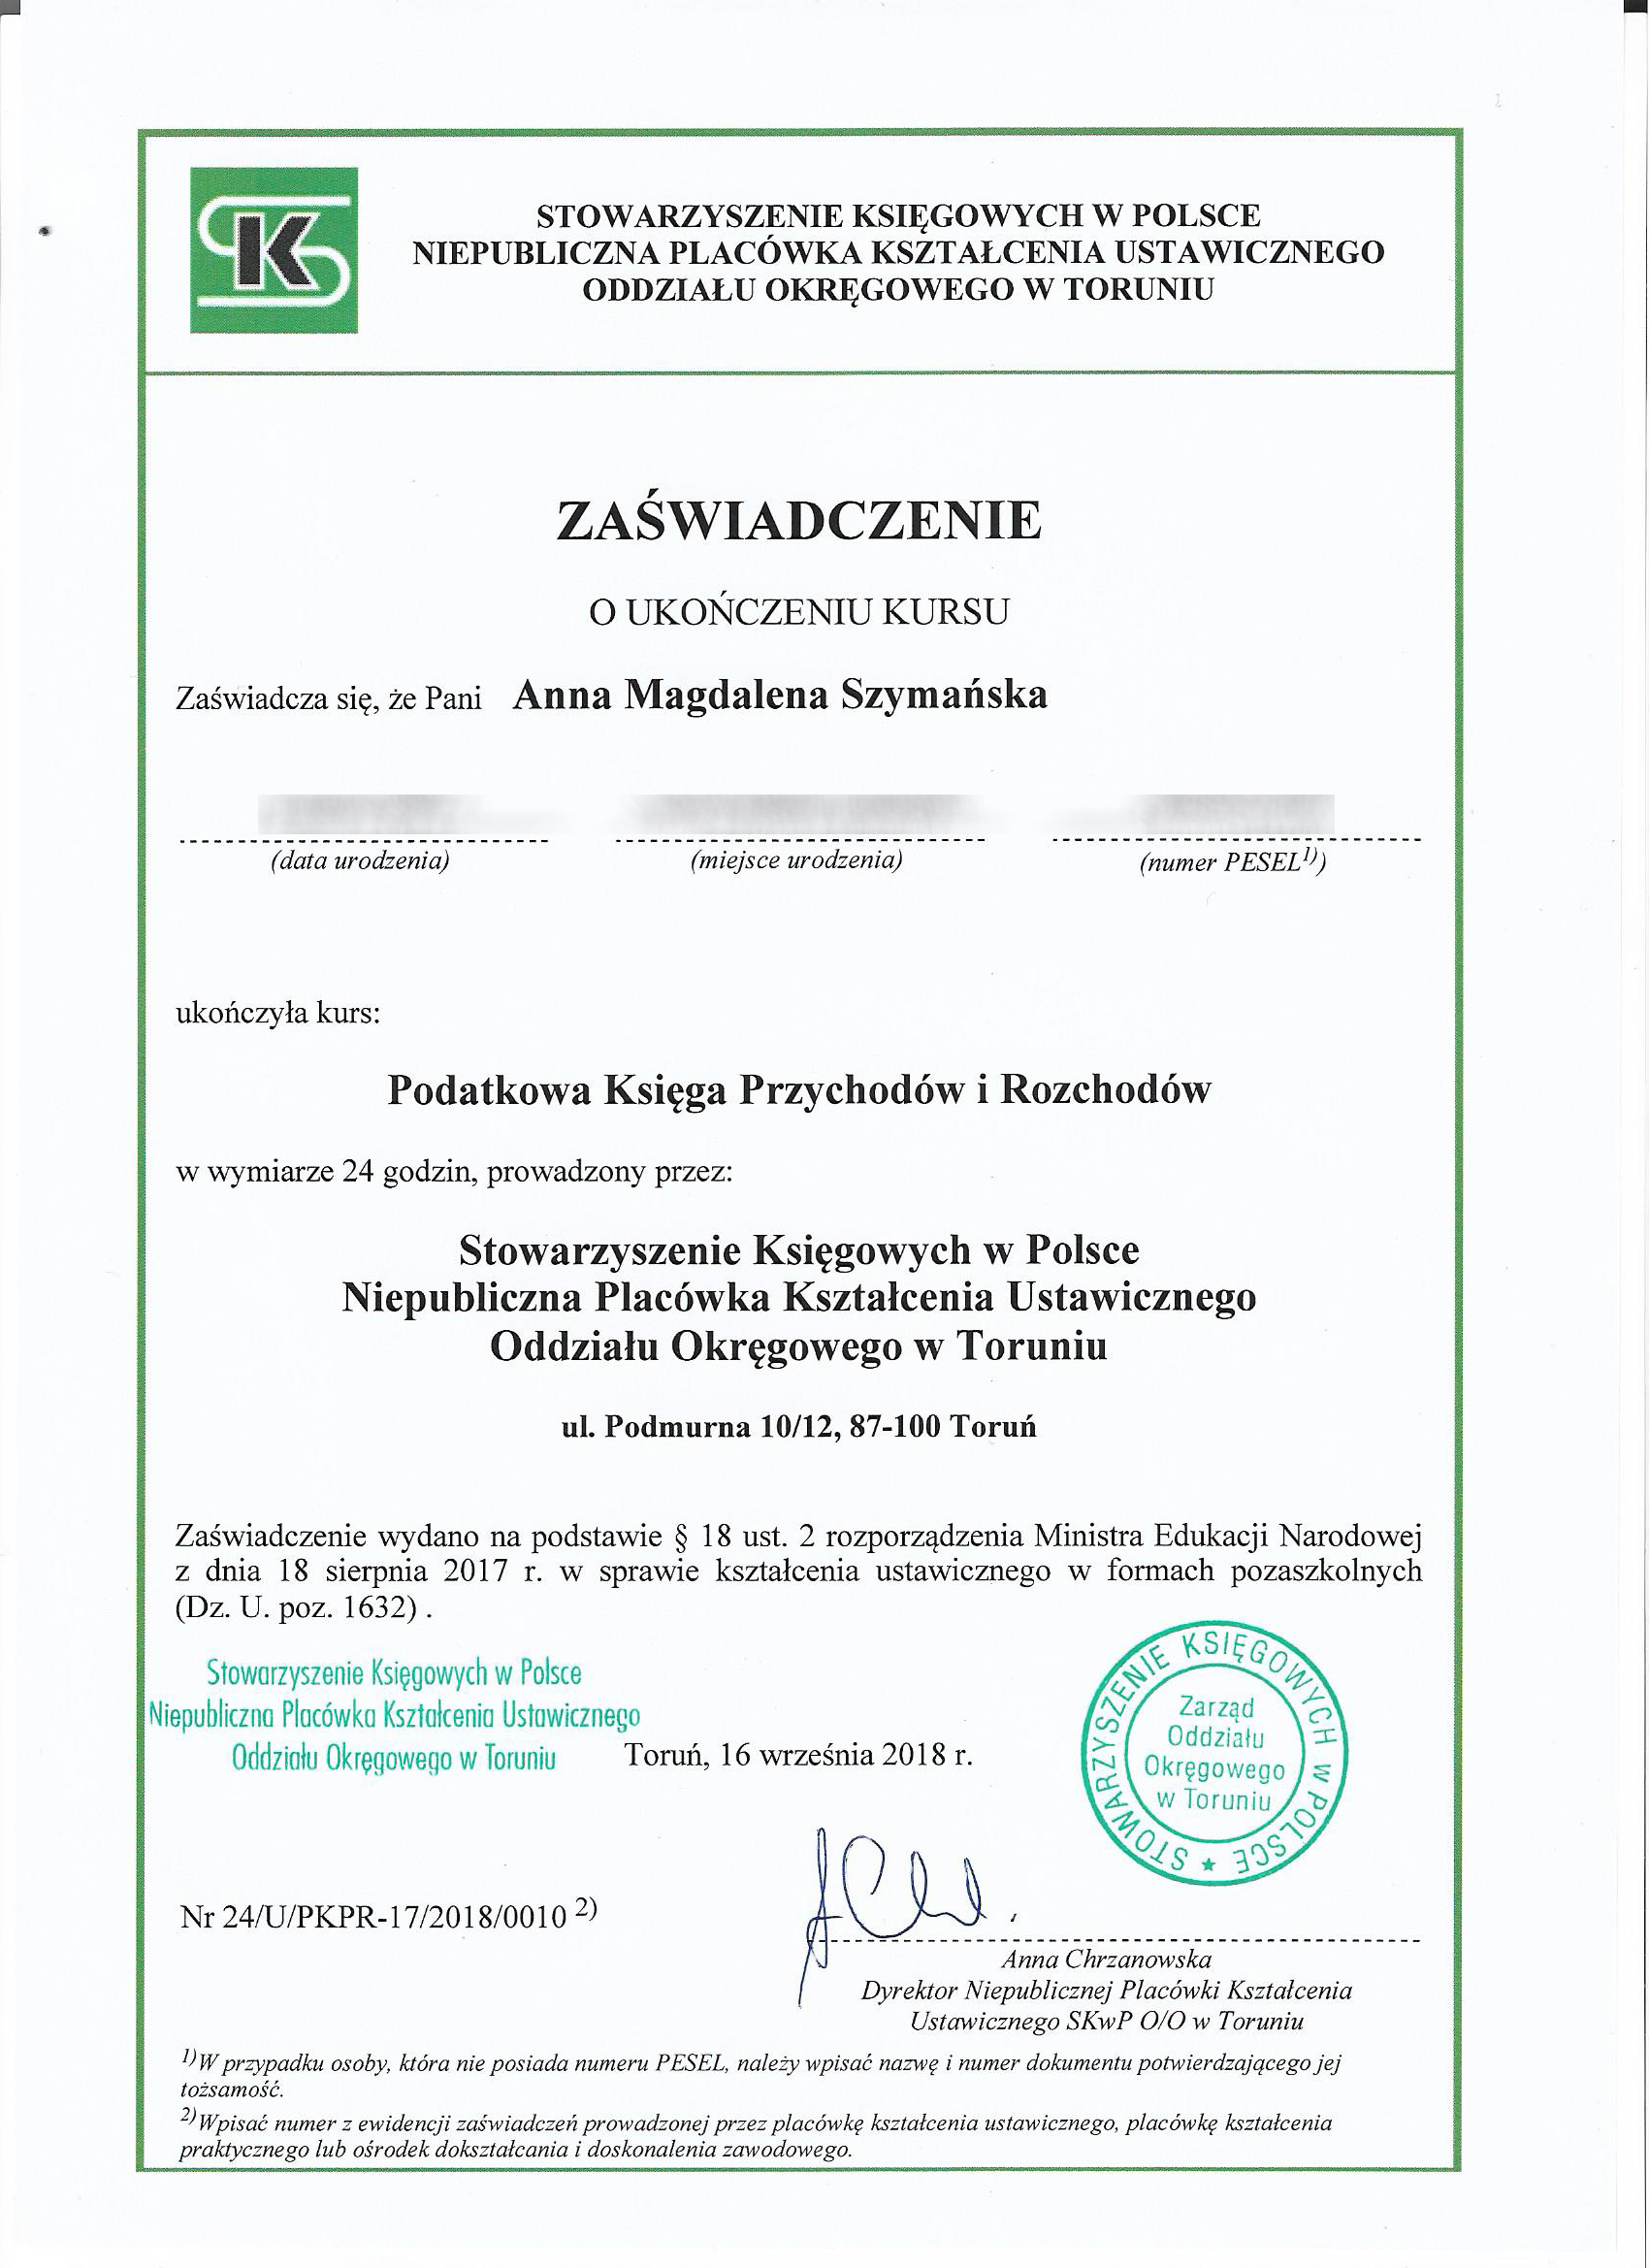 K
STOWARZYSZENIE KSIĘGOWYCH W POLSCE
NIEPUBLICZNA PLACÓWKA KSZTAŁCENIA USTAWICZNEGO
ODDZIAŁU OKRĘGOWEGO W TORUNIU
ZAŚWIADCZENIE
O UKOŃCZENIU KURSU
Zaświadcza się, że Pani Anna Magdalena Szymańska
(data urodzenia) (miejsce urodzenia) (numer PESEL¹⁾)
ukończyła kurs:
Podatkowa Księga Przychodów i Rozchodów
w wymiarze 24 godzin, prowadzony przez:
Stowarzyszenie Księgowych w Polsce
Niepubliczna Placówka Kształcenia Ustawicznego
Oddziału Okręgowego w Toruniu
ul. Podmurna 10/12, 87-100 Toruń
Zaświadczenie wydano na podstawie § 18 ust. 2 rozporządzenia Ministra Edukacji Narodowej
z dnia 18 sierpnia 2017 r. w sprawie kształcenia ustawicznego w formach pozaszkolnych
(Dz. U. poz. 1632) .
Stowarzyszenie Księgowych w Polsce
Niepubliczna Placówka Kształcenia Ustawicznego
Oddziału Okręgowego w Toruniu
Toruń, 16 września 2018 r.
STOWARZYSZENIE KSIĘGOWYCH W POLSCE ★
Zarząd
Oddziału
Okręgowego
w Toruniu
Nr 24/U/PKPR-17/2018/0010 ²⁾
Anna Chrzanowska
Dyrektor Niepublicznej Placówki Kształcenia
Ustawicznego SKwP O/O w Toruniu
¹⁾W przypadku osoby, która nie posiada numeru PESEL, należy wpisać nazwę i numer dokumentu potwierdzającego jej
tożsamość.
²⁾Wpisać numer z ewidencji zaświadczeń prowadzonej przez placówkę kształcenia ustawicznego, placówkę kształcenia
praktycznego lub ośrodek dokształcania i doskonalenia zawodowego.